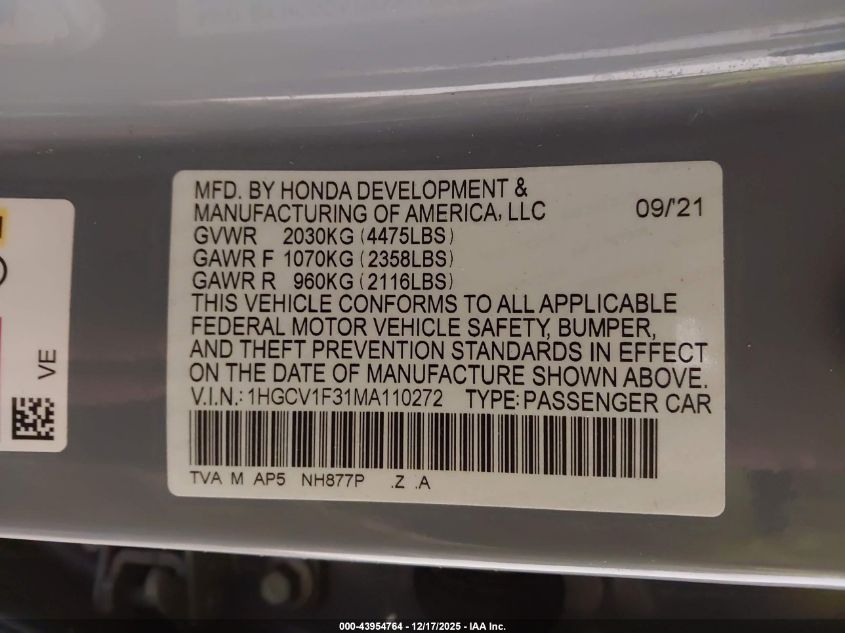 MFD. BY HONDA DEVELOPMENT &
MANUFACTURING OF AMERICA, LLC 09/'21
GVWR 2030KG (4475LBS)
GAWR F 1070KG (2358LBS)
GAWR R 960KG (2116LBS)
THIS VEHICLE CONFORMS TO ALL APPLICABLE
FEDERAL MOTOR VEHICLE SAFETY, BUMPER,
AND THEFT PREVENTION STANDARDS IN EFFECT
ON THE DATE OF MANUFACTURE SHOWN ABOVE.
V.I.N.: 1HGCV1F31MA110272 TYPE: PASSENGER CAR
TVA M AP5 NH877P .Z .A
VE
000-43954764 - 12/17/2025 - IAA Inc.